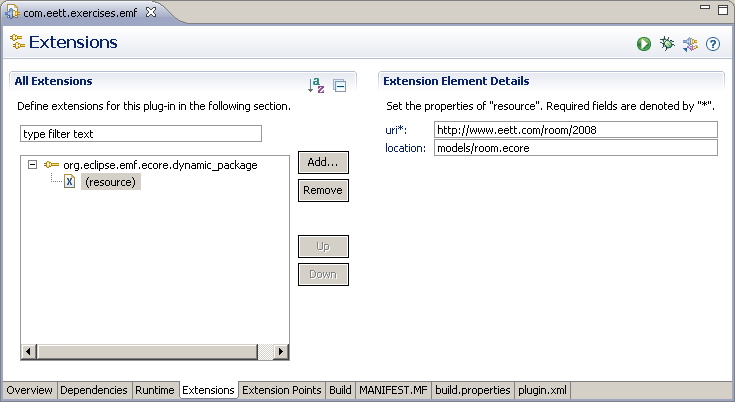 com.eett.exercises.emf
Extensions
All Extensions
Define extensions for this plug-in in the following section.
type filter text
org.eclipse.emf.ecore.dynamic_package
(resource)
Add...
Remove
Up
Down
Extension Element Details
Set the properties of "resource". Required fields are denoted by "*".
uri*: http://www.eett.com/room/2008
location: models/room.ecore
Overview Dependencies Runtime Extensions Extension Points Build MANIFEST.MF build.properties plugin.xml